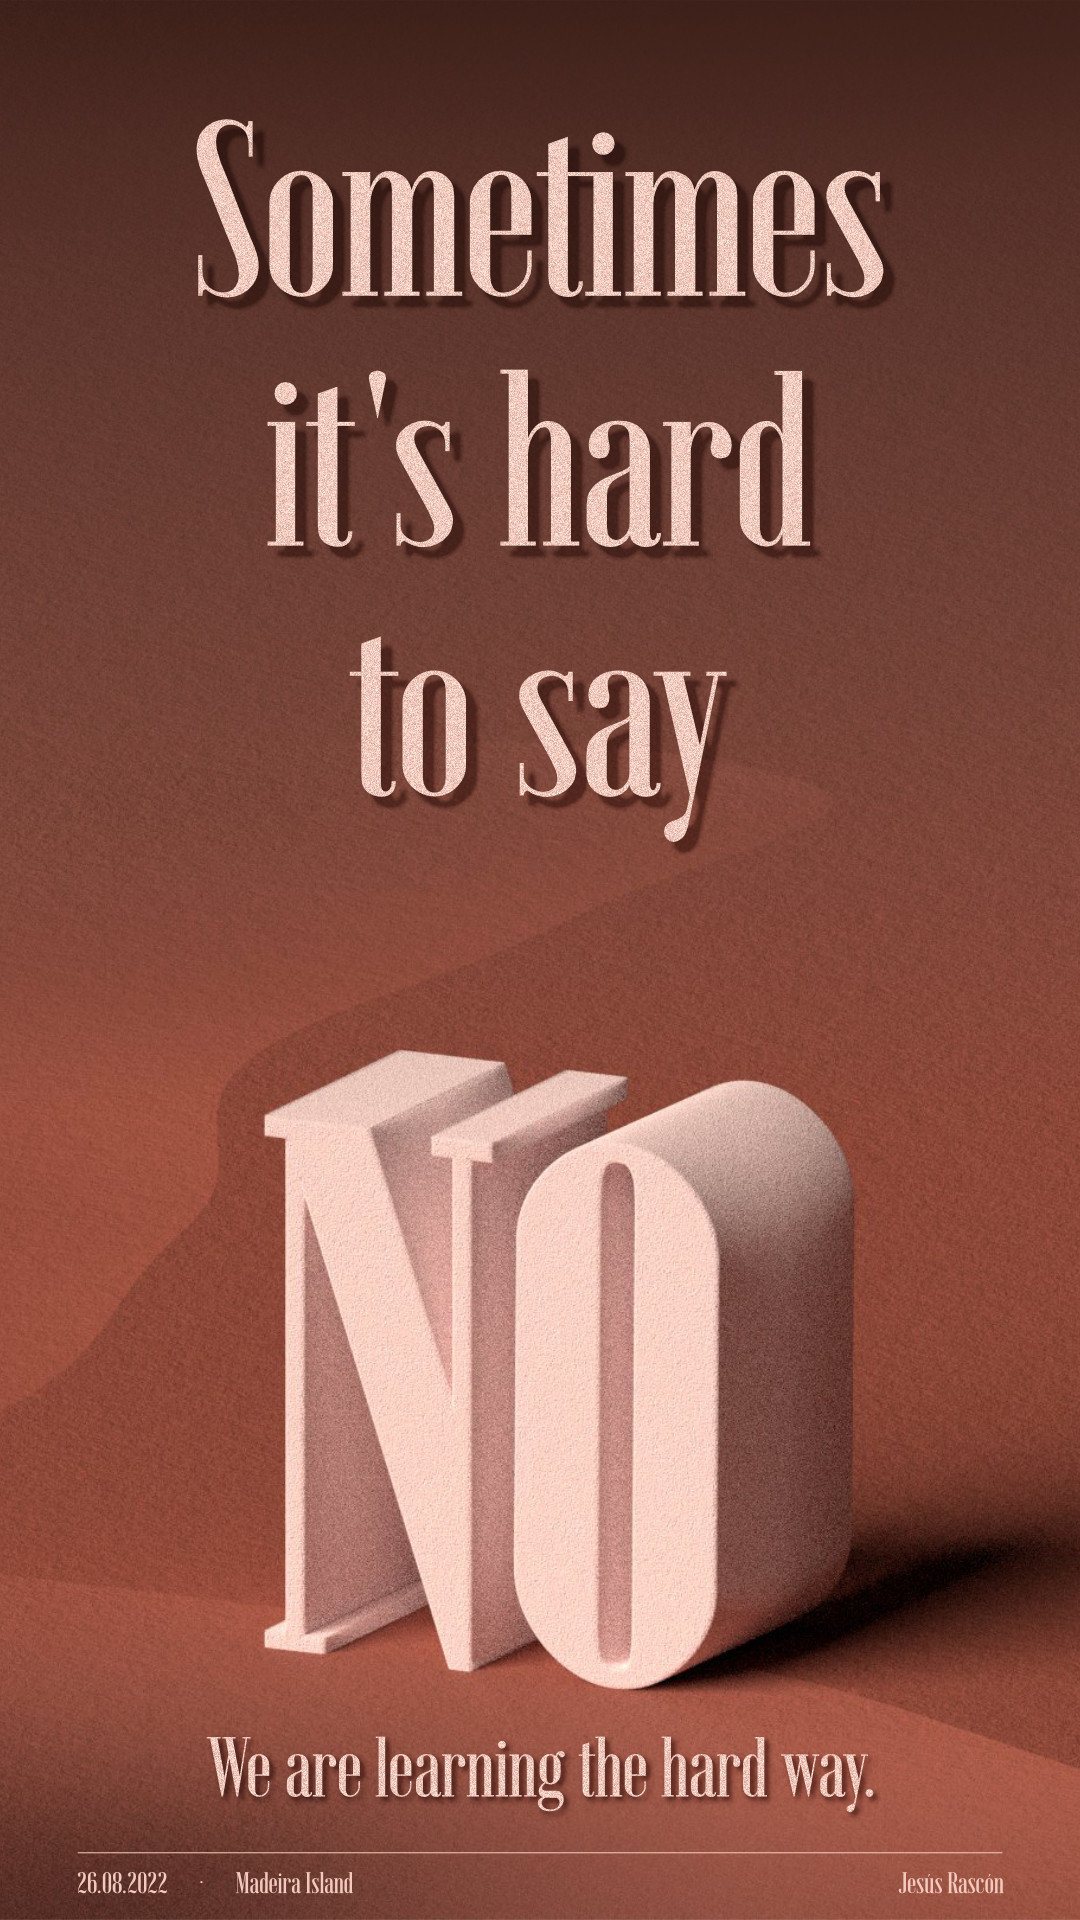 Sometimes
it's hard
to say
NO
We are learning the hard way.
26.08.2022 · Madeira Island Jesús Rascón